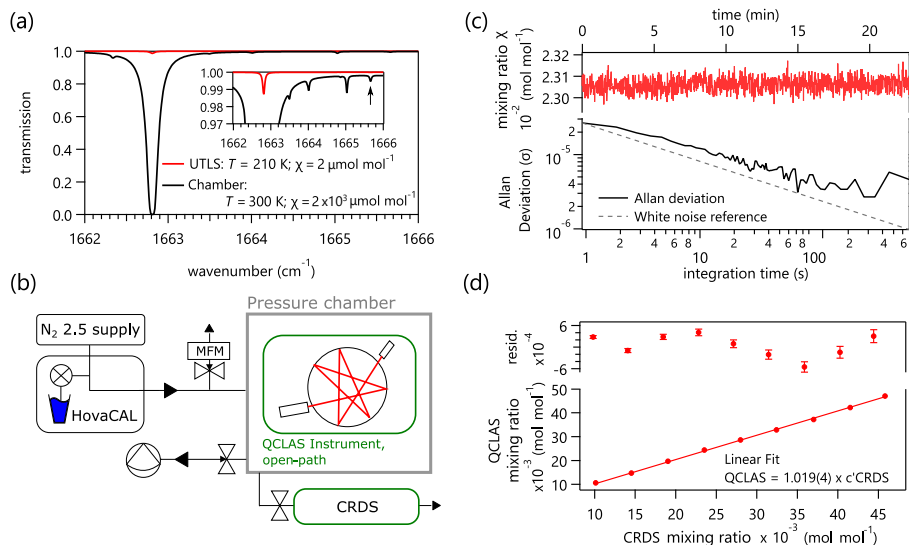 (a)
transmission
1.0
0.8
0.6
0.4
0.2
0.0
1662
1663
1664
1665
1666
wavenumber (cm⁻¹)
1.00
0.99
0.98
0.97
1662 1663 1664 1665 1666
UTLS: T = 210 K; χ = 2 μmol mol⁻¹
Chamber:
T = 300 K; χ = 2x10³ μmol mol⁻¹
(b)
N₂ 2.5 supply
HovaCAL
MFM
Pressure chamber
QCLAS Instrument,
open-path
CRDS
(c)
time (min)
0 5 10 15 20
mixing ratio χ
10⁻² (mol mol⁻¹)
2.32
2.31
2.30
Allan
Deviation (σ)
2
10⁻⁵
4
2
10⁻⁶
Allan deviation
White noise reference
1 2 4 6 8 10 2 4 6 8 100 2 4 6
integration time (s)
(d)
resid.
x10⁻⁴
6
-6
QCLAS
mixing ratio
x10⁻³ (mol mol⁻¹)
50
40
30
20
10
Linear Fit
QCLAS = 1.019(4) x c'CRDS
10 15 20 25 30 35 40 45
CRDS mixing ratio x 10⁻³ (mol mol⁻¹)